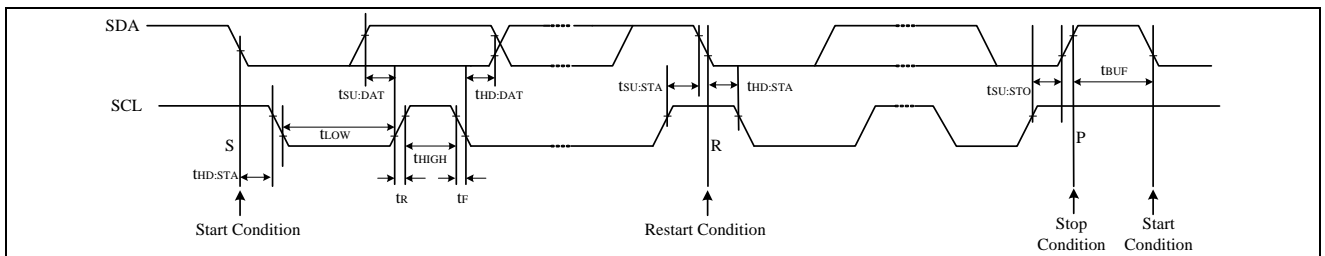 SDA
tSU:DAT
tHD:DAT
tSU:STA
tHD:STA
tSU:STO
tBUF
SCL
tLOW
tHIGH
S
R
P
tHD:STA
tR
tF
Start Condition
Restart Condition
Stop
Condition
Start
Condition